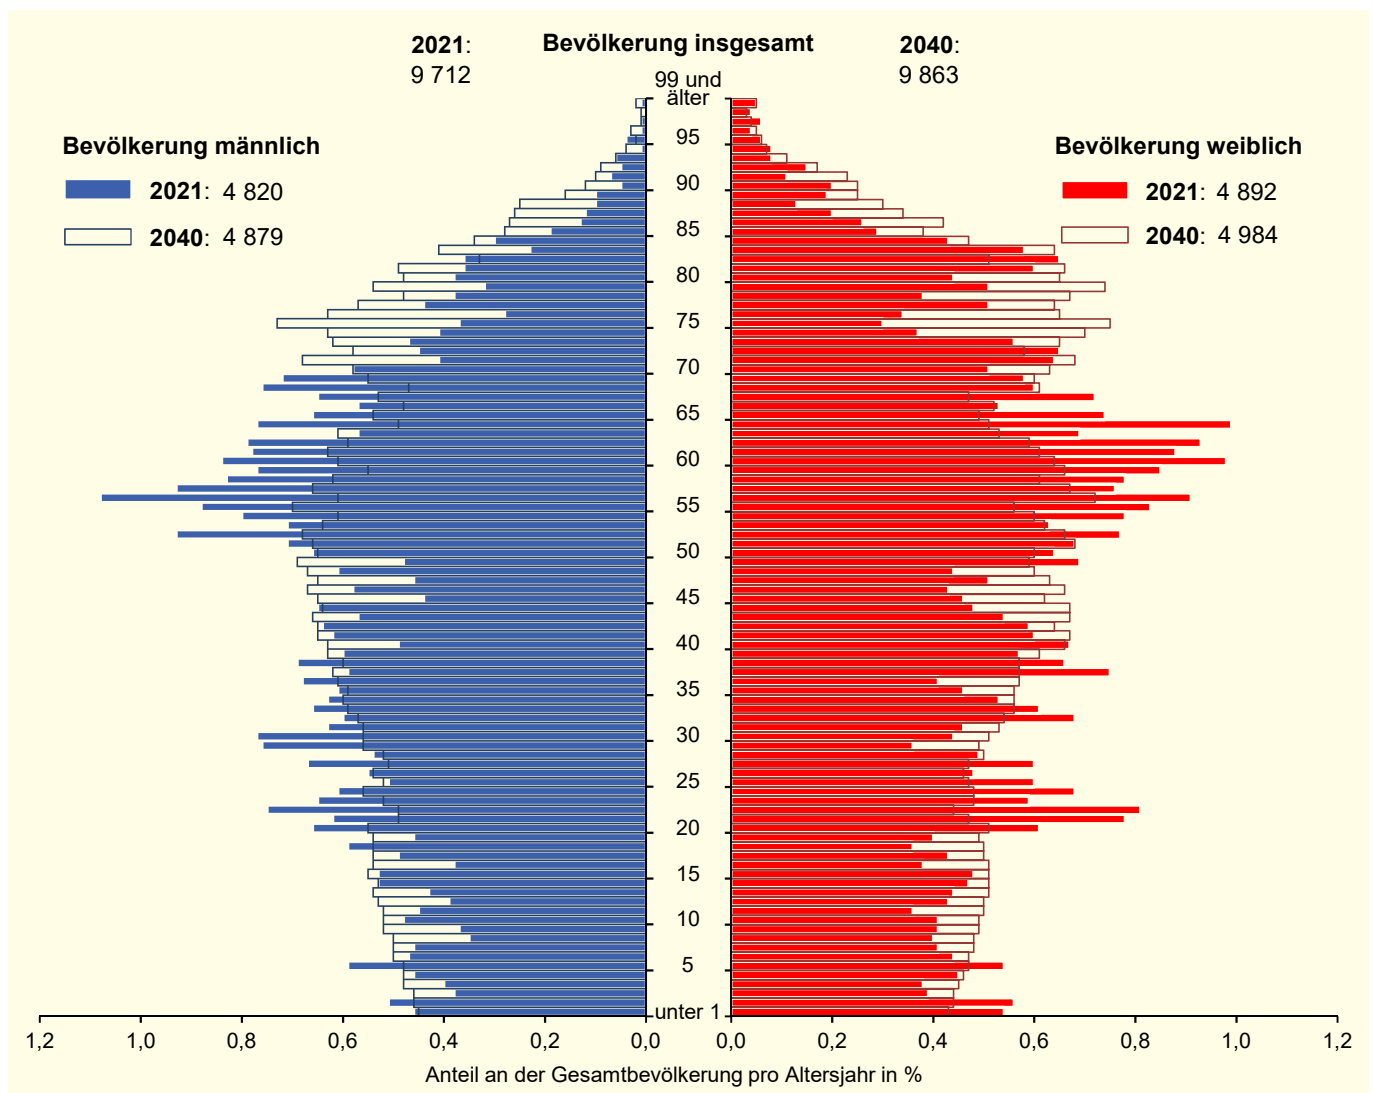 2021: Bevölkerung insgesamt 2040:
9 712 9 863
99 und
älter
Bevölkerung männlich
2021: 4 820
2040: 4 879
Bevölkerung weiblich
2021: 4 892
2040: 4 984
95
90
85
80
75
70
65
60
55
50
45
40
35
30
25
20
15
10
5
unter 1
1,2 1,0 0,8 0,6 0,4 0,2 0,0 0,0 0,2 0,4 0,6 0,8 1,0 1,2
Anteil an der Gesamtbevölkerung pro Altersjahr in %